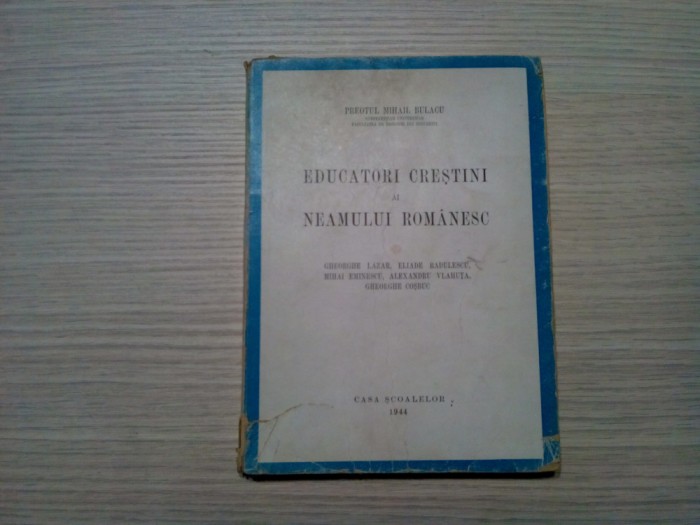 PREOTUL MIHAIL BULACU
EDUCATORI CREȘTINI
AI
NEAMULUI ROMÂNESC
GHEORGHE LAZAR, ELIADE RADULESCU,
MIHAI EMINESCU, ALEXANDRU VLAHUȚA,
GHEORGHE COȘBUC
CASA ȘCOALELOR
1944